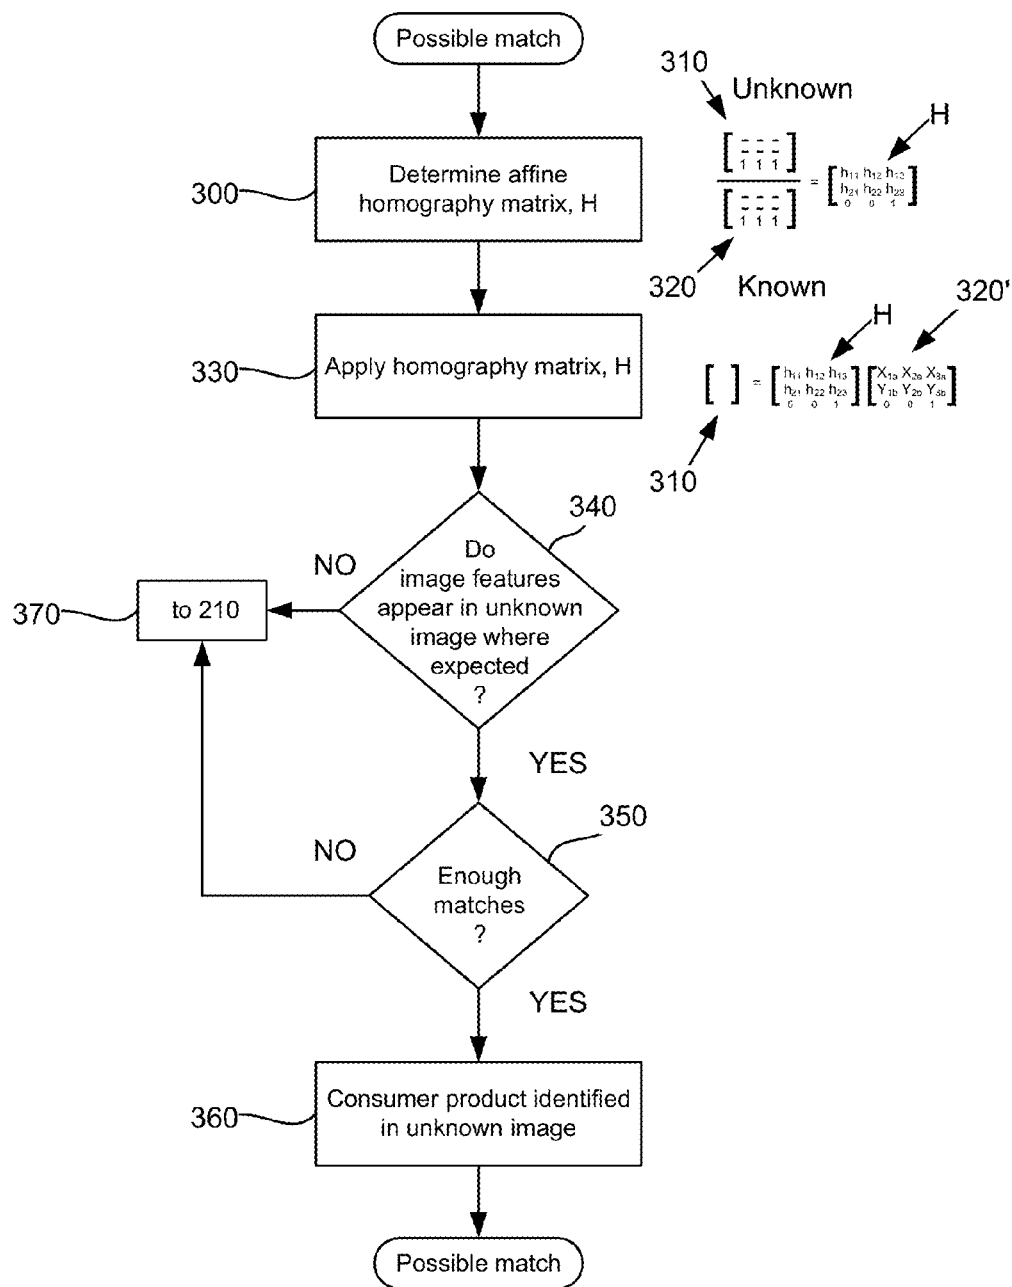 Possible match
310
Unknown
H
300
Determine affine
homography matrix, H
– – –
– – –
1 1 1
– – –
– – –
1 1 1
=
h11 h12 h13
h21 h22 h23
0 0 1
320
Known
320'
H
330
Apply homography matrix, H
=
h11 h12 h13
h21 h22 h23
0 0 1
X1a X2a X3a
Y1b Y2b Y3b
0 0 1
310
340
Do
image features
appear in unknown
image where
expected
?
NO
370
to 210
YES
350
NO
Enough
matches
?
YES
360
Consumer product identified
in unknown image
Possible match